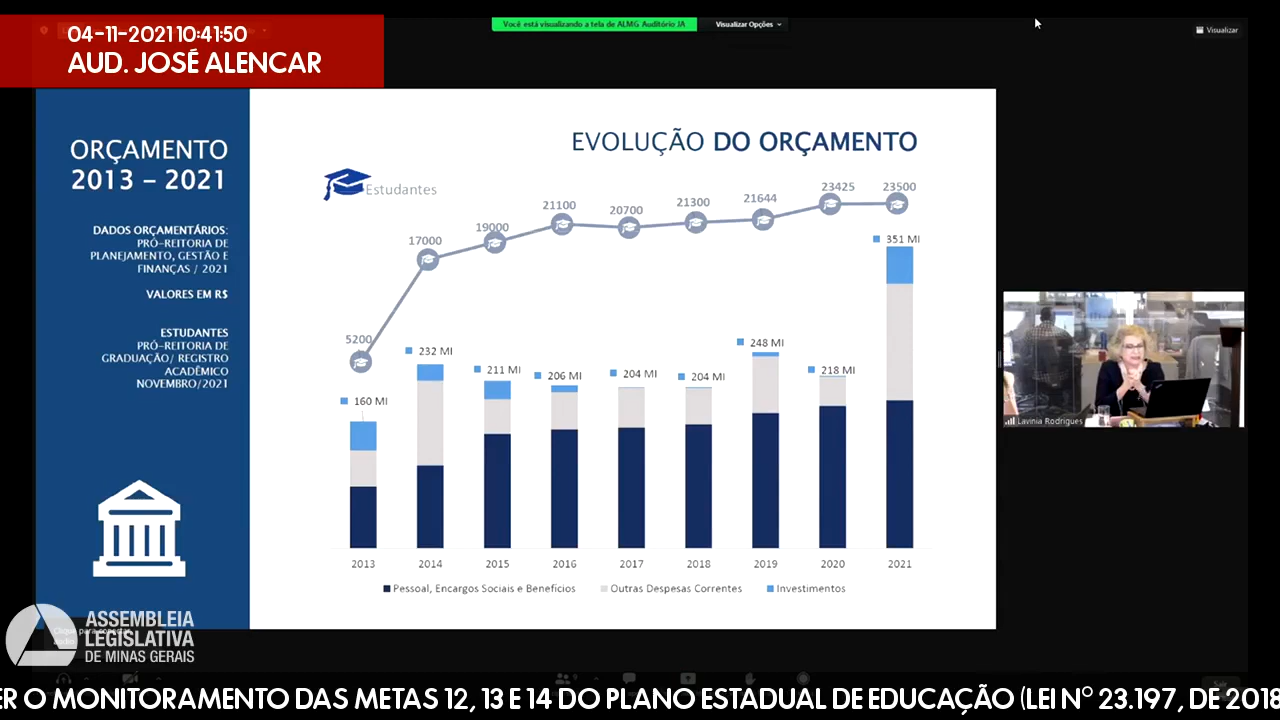 04-11-2021 10:41:50
AUD. JOSÉ ALENCAR
Você está visualizando a tela de ALMG Auditório JA
Visualizar Opções
Visualizar
ORÇAMENTO
2013 – 2021
DADOS ORÇAMENTÁRIOS:
PRÓ-REITORIA DE
PLANEJAMENTO, GESTÃO E
FINANÇAS / 2021
VALORES EM R$
ESTUDANTES
PRÓ-REITORIA DE
GRADUAÇÃO/ REGISTRO
ACADÊMICO
NOVEMBRO/2021
EVOLUÇÃO DO ORÇAMENTO
Estudantes
5200
17000
19000
21100
20700
21300
21644
23425
23500
160 MI
232 MI
211 MI
206 MI
204 MI
204 MI
248 MI
218 MI
351 MI
2013 2014 2015 2016 2017 2018 2019 2020 2021
Pessoal, Encargos Sociais e Benefícios Outras Despesas Correntes Investimentos
Lavínia Rodrigues
ASSEMBLEIA
LEGISLATIVA
DE MINAS GERAIS
Sair
ER O MONITORAMENTO DAS METAS 12, 13 E 14 DO PLANO ESTADUAL DE EDUCAÇÃO (LEI Nº 23.197, DE 2018